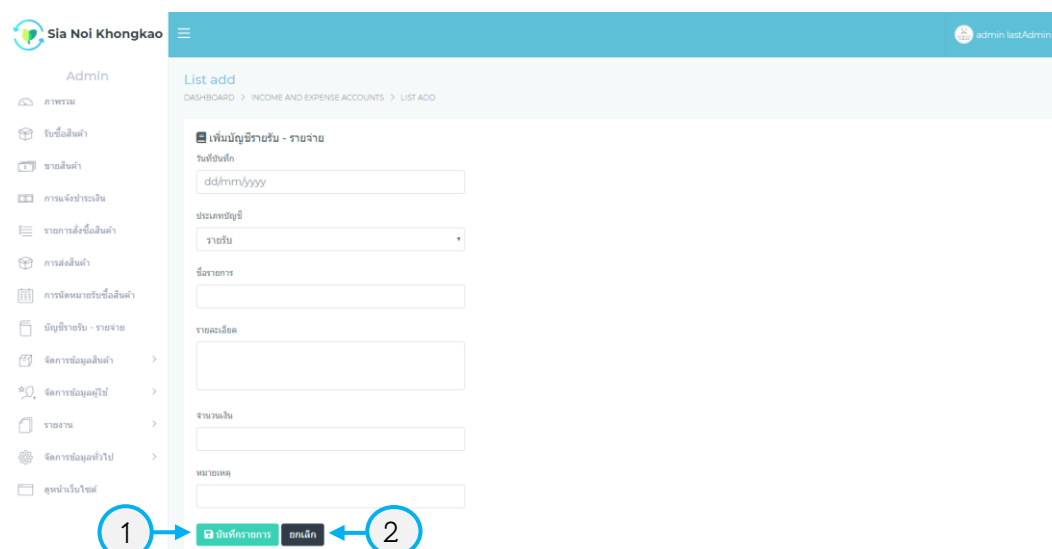 Sia Noi Khongkao
admin lastAdmin
Admin
ภาพรวม
รับซื้อสินค้า
ขายสินค้า
การแจ้งชำระเงิน
รายการสั่งซื้อสินค้า
การส่งสินค้า
การนัดหมายรับซื้อสินค้า
บัญชีรายรับ - รายจ่าย
จัดการข้อมูลสินค้า
จัดการข้อมูลผู้ใช้
รายงาน
จัดการข้อมูลทั่วไป
ดูหน้าเว็บไซต์
List add
DASHBOARD > INCOME AND EXPENSE ACCOUNTS > LIST ADD
เพิ่มบัญชีรายรับ - รายจ่าย
วันที่บันทึก
dd/mm/yyyy
ประเภทบัญชี
รายรับ
ชื่อรายการ
รายละเอียด
จำนวนเงิน
หมายเหตุ
1 บันทึกรายการ ยกเลิก 2